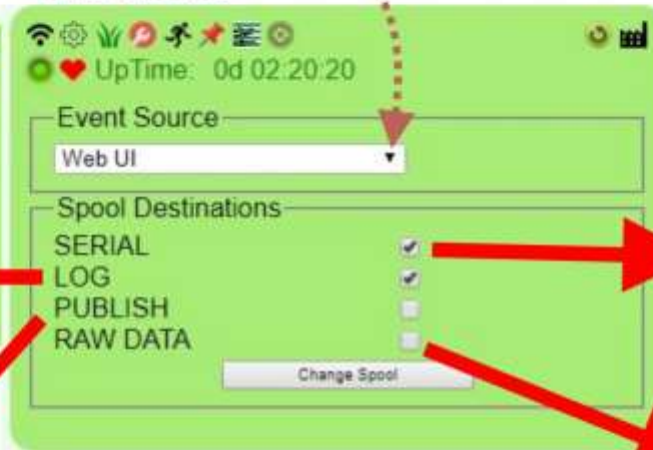 UpTime: 0d 02:20:20
Event Source
Web UI
Spool Destinations
SERIAL
LOG
PUBLISH
RAW DATA
Change Spool